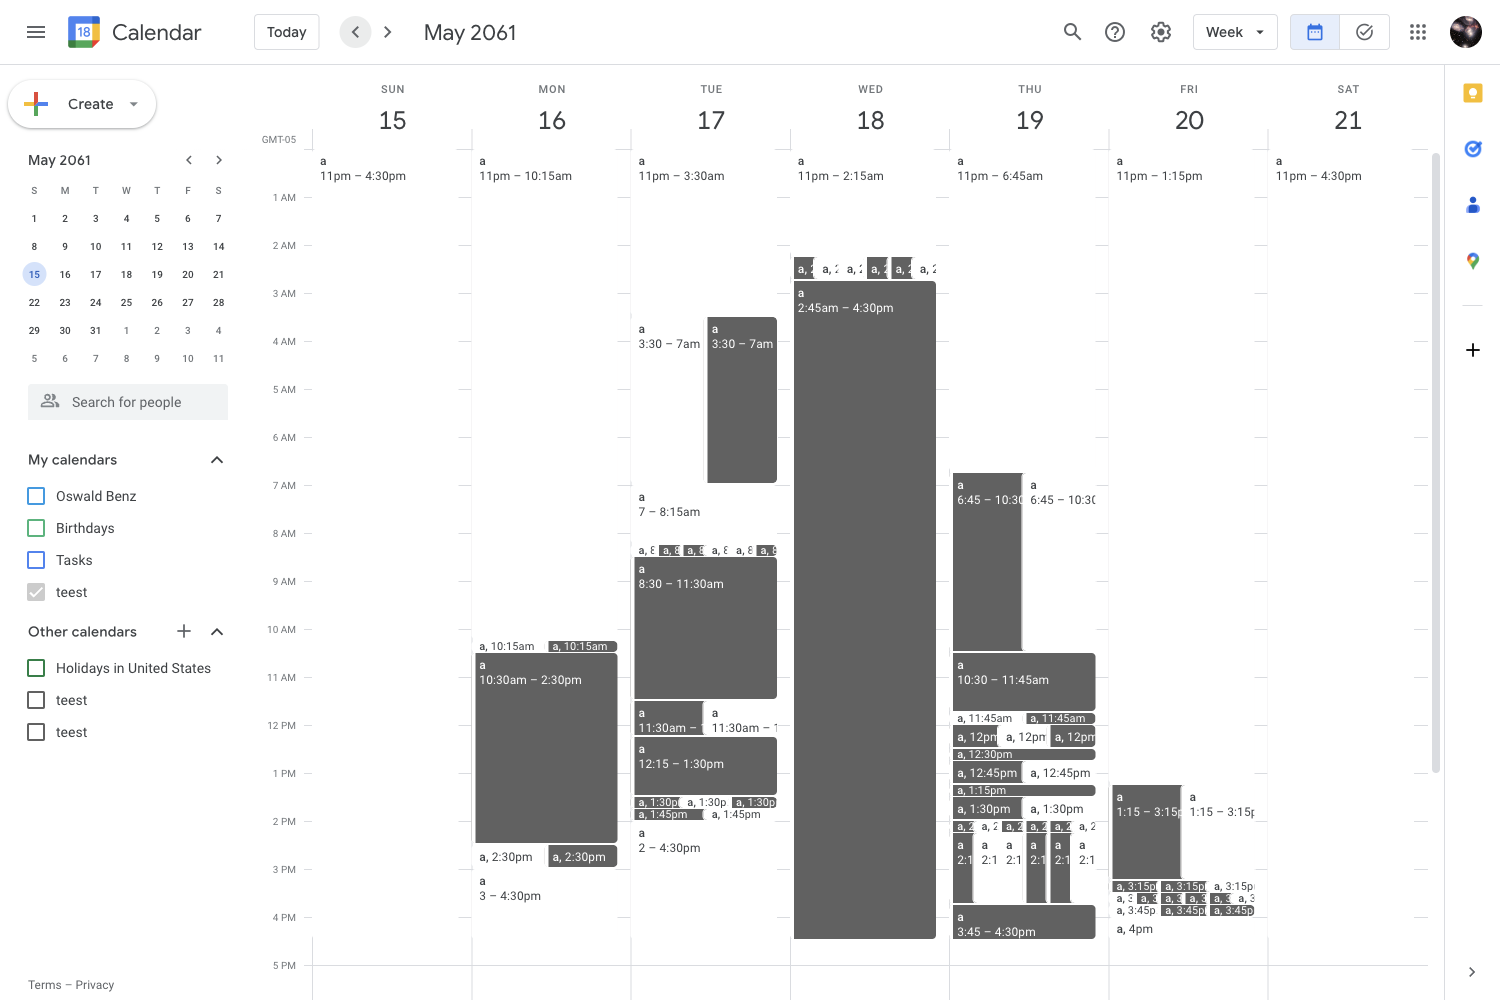 18
Calendar
Today
May 2061
Week
Create
May 2061
S M T W T F S
1 2 3 4 5 6 7
8 9 10 11 12 13 14
15 16 17 18 19 20 21
22 23 24 25 26 27 28
29 30 31 1 2 3 4
5 6 7 8 9 10 11
Search for people
My calendars
Oswald Benz
Birthdays
Tasks
teest
Other calendars
Holidays in United States
teest
teest
Terms – Privacy
GMT-05
SUN MON TUE WED THU FRI SAT
15 16 17 18 19 20 21
1 AM
2 AM
3 AM
4 AM
5 AM
6 AM
7 AM
8 AM
9 AM
10 AM
11 AM
12 PM
1 PM
2 PM
3 PM
4 PM
5 PM
a
11pm – 4:30pm
a
11pm – 10:15am
a, 10:15am
a, 10:15am
a
10:30am – 2:30pm
a, 2:30pm
a, 2:30pm
a
3 – 4:30pm
a
11pm – 3:30am
a
3:30 – 7am
a
3:30 – 7am
a
7 – 8:15am
a, 8
a, 8
a, 8
a, 8
a, 8
a, 8
a
8:30 – 11:30am
a
11:30am –
a
11:30am – 1
a
12:15 – 1:30pm
a, 1:30p
a, 1:30p
a, 1:30p
a, 1:45pm
a, 1:45pm
a
2 – 4:30pm
a
11pm – 2:15am
a, 2
a, 2
a, 2
a, 2
a, 2
a, 2
a
2:45am – 4:30pm
a
11pm – 6:45am
a
6:45 – 10:30
a
6:45 – 10:30
a
10:30 – 11:45am
a, 11:45am
a, 11:45am
a, 12pm
a, 12pm
a, 12pm
a, 12:30pm
a, 12:45pm
a, 12:45pm
a, 1:15pm
a, 1:30pm
a, 1:30pm
a, 2
a, 2
a, 2
a, 2
a, 2
a, 2
a
2:1
a
2:1
a
2:1
a
2:1
a
2:1
a
2:1
a
3:45 – 4:30pm
a
11pm – 1:15pm
a
1:15 – 3:15p
a
1:15 – 3:15p
a, 3:15p
a, 3:15p
a, 3:15p
a, 3
a, 3
a, 3
a, 3
a, 3
a, 3
a, 3:45p
a, 3:45p
a, 3:45p
a, 4pm
a
11pm – 4:30pm